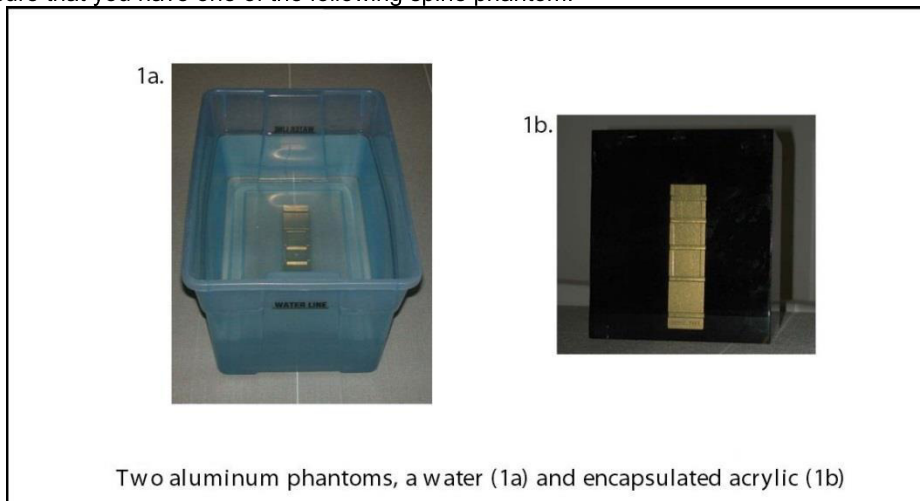 1a.
WATER LINE
1b.
Two aluminum phantoms, a water (1a) and encapsulated acrylic (1b)